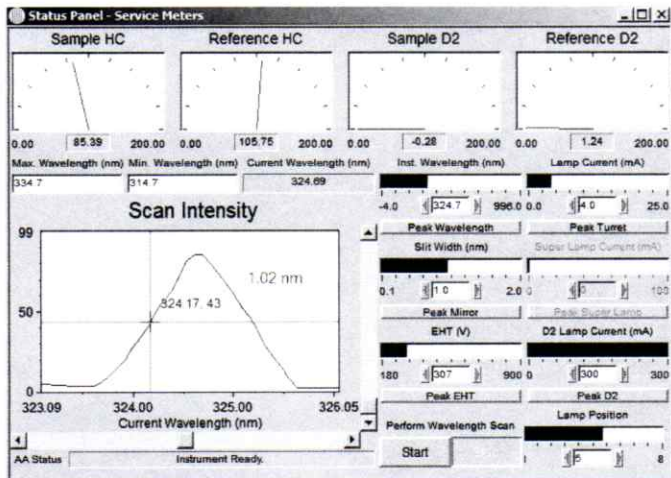 Status Panel - Service Meters
Sample HC Reference HC Sample D2 Reference D2
0.00 85.39 200.00 0.00 105.75 200.00 0.00 -0.28 200.00 0.00 1.24 200.00
Max. Wavelength (nm) Min. Wavelength (nm) Current Wavelength (nm) Inst. Wavelength (nm) Lamp Current (mA)
334.7 314.7 324.69
-4.0 324.7 996.0 0.0 4.0 25.0
Scan Intensity
Peak Wavelength Peak Turret
Slit Width (nm) Super Lamp Current (mA)
0.1 1.0 2.0 0 0 100
Peak Mirror Peak Super Lamp
EHT (V) D2 Lamp Current (mA)
180 307 900 0 300 300
Peak EHT Peak D2
99
50
0
1.02 nm
324.17, 43
323.09 324.00 325.00 326.05
Current Wavelength (nm)
Perform Wavelength Scan
Start
Lamp Position
1 5 8
AA Status Instrument Ready.